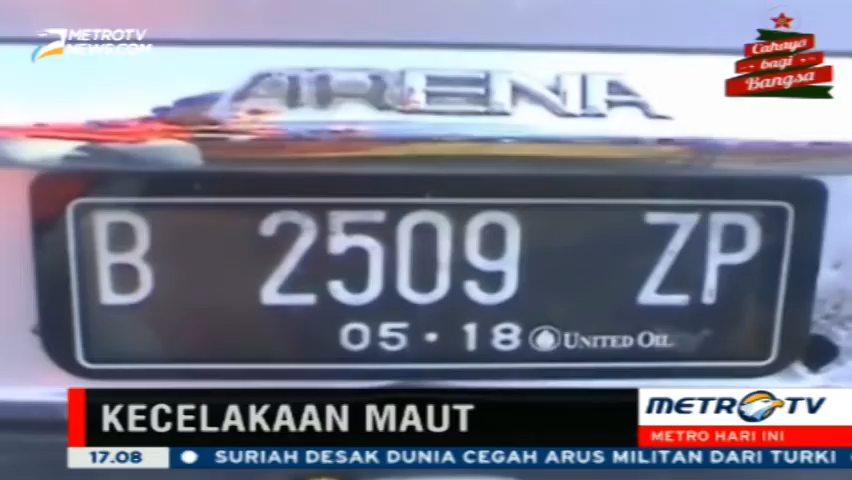 METROTV
NEWS.COM
Cahaya
bagi
Bangsa
ARENA
B 2509 ZP
05 • 18 UNITED OIL
KECELAKAAN MAUT
METRO TV
METRO HARI INI
17.08
SURIAH DESAK DUNIA CEGAH ARUS MILITAN DARI TURKI